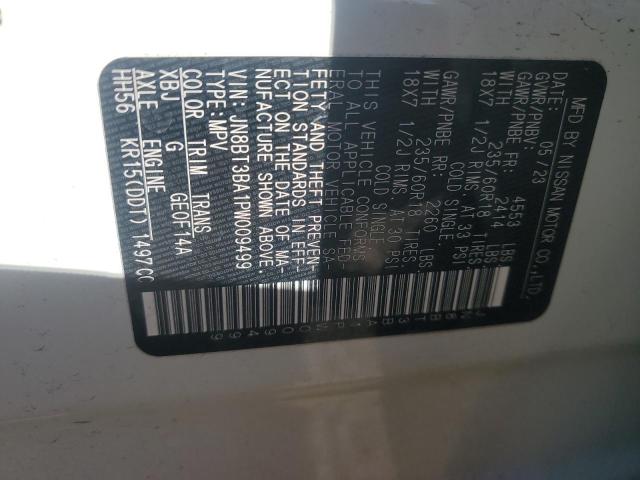 MFD BY NISSAN MOTOR CO.,LTD.
DATE: 05/23
GVWR/PNBV: 4553 LBS
GAWR/PNBE FR: 2414 LBS
WITH 235/60R18 TIRES,
18X7 1/2J RIMS AT 33 PSI
COLD SINGLE
GAWR/PNBE RR: 2260 LBS
WITH 235/60R18 TIRES,
18X7 1/2J RIMS AT 33 PSI
COLD SINGLE
THIS VEHICLE CONFORMS
TO ALL APPLICABLE FED-
ERAL MOTOR VEHICLE SA-
FETY AND THEFT PREVEN-
TION STANDARDS IN EFF-
ECT ON THE DATE OF MA-
NUFACTURE SHOWN ABOVE.
VIN: JN8BT3BA1PW009499
TYPE:MPV
COLOR TRIM TRANS
XBJ G GE0F14A
AXLE ENGINE
HH56 KR15(DDT) 1497CC
JN8BT3BA1PW009499